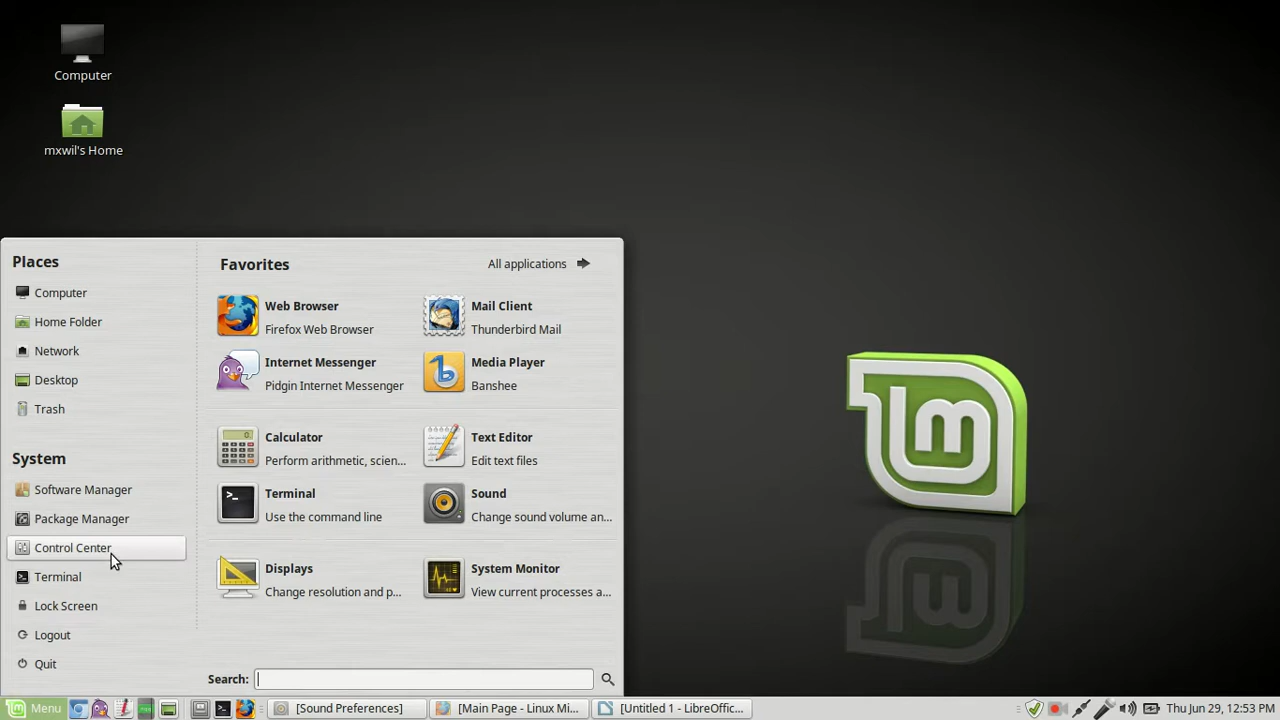 Computer
mxwil's Home
Places
Computer
Home Folder
Network
Desktop
Trash
System
Software Manager
Package Manager
Control Center
Terminal
Lock Screen
Logout
Quit
Favorites
All applications
Web Browser
Firefox Web Browser
Mail Client
Thunderbird Mail
Internet Messenger
Pidgin Internet Messenger
Media Player
Banshee
Calculator
Perform arithmetic, scien...
Text Editor
Edit text files
Terminal
Use the command line
Sound
Change sound volume an...
Displays
Change resolution and p...
System Monitor
View current processes a...
Search:
Menu
[Sound Preferences]
[Main Page - Linux Mi...
[Untitled 1 - LibreOffic...
Thu Jun 29, 12:53 PM